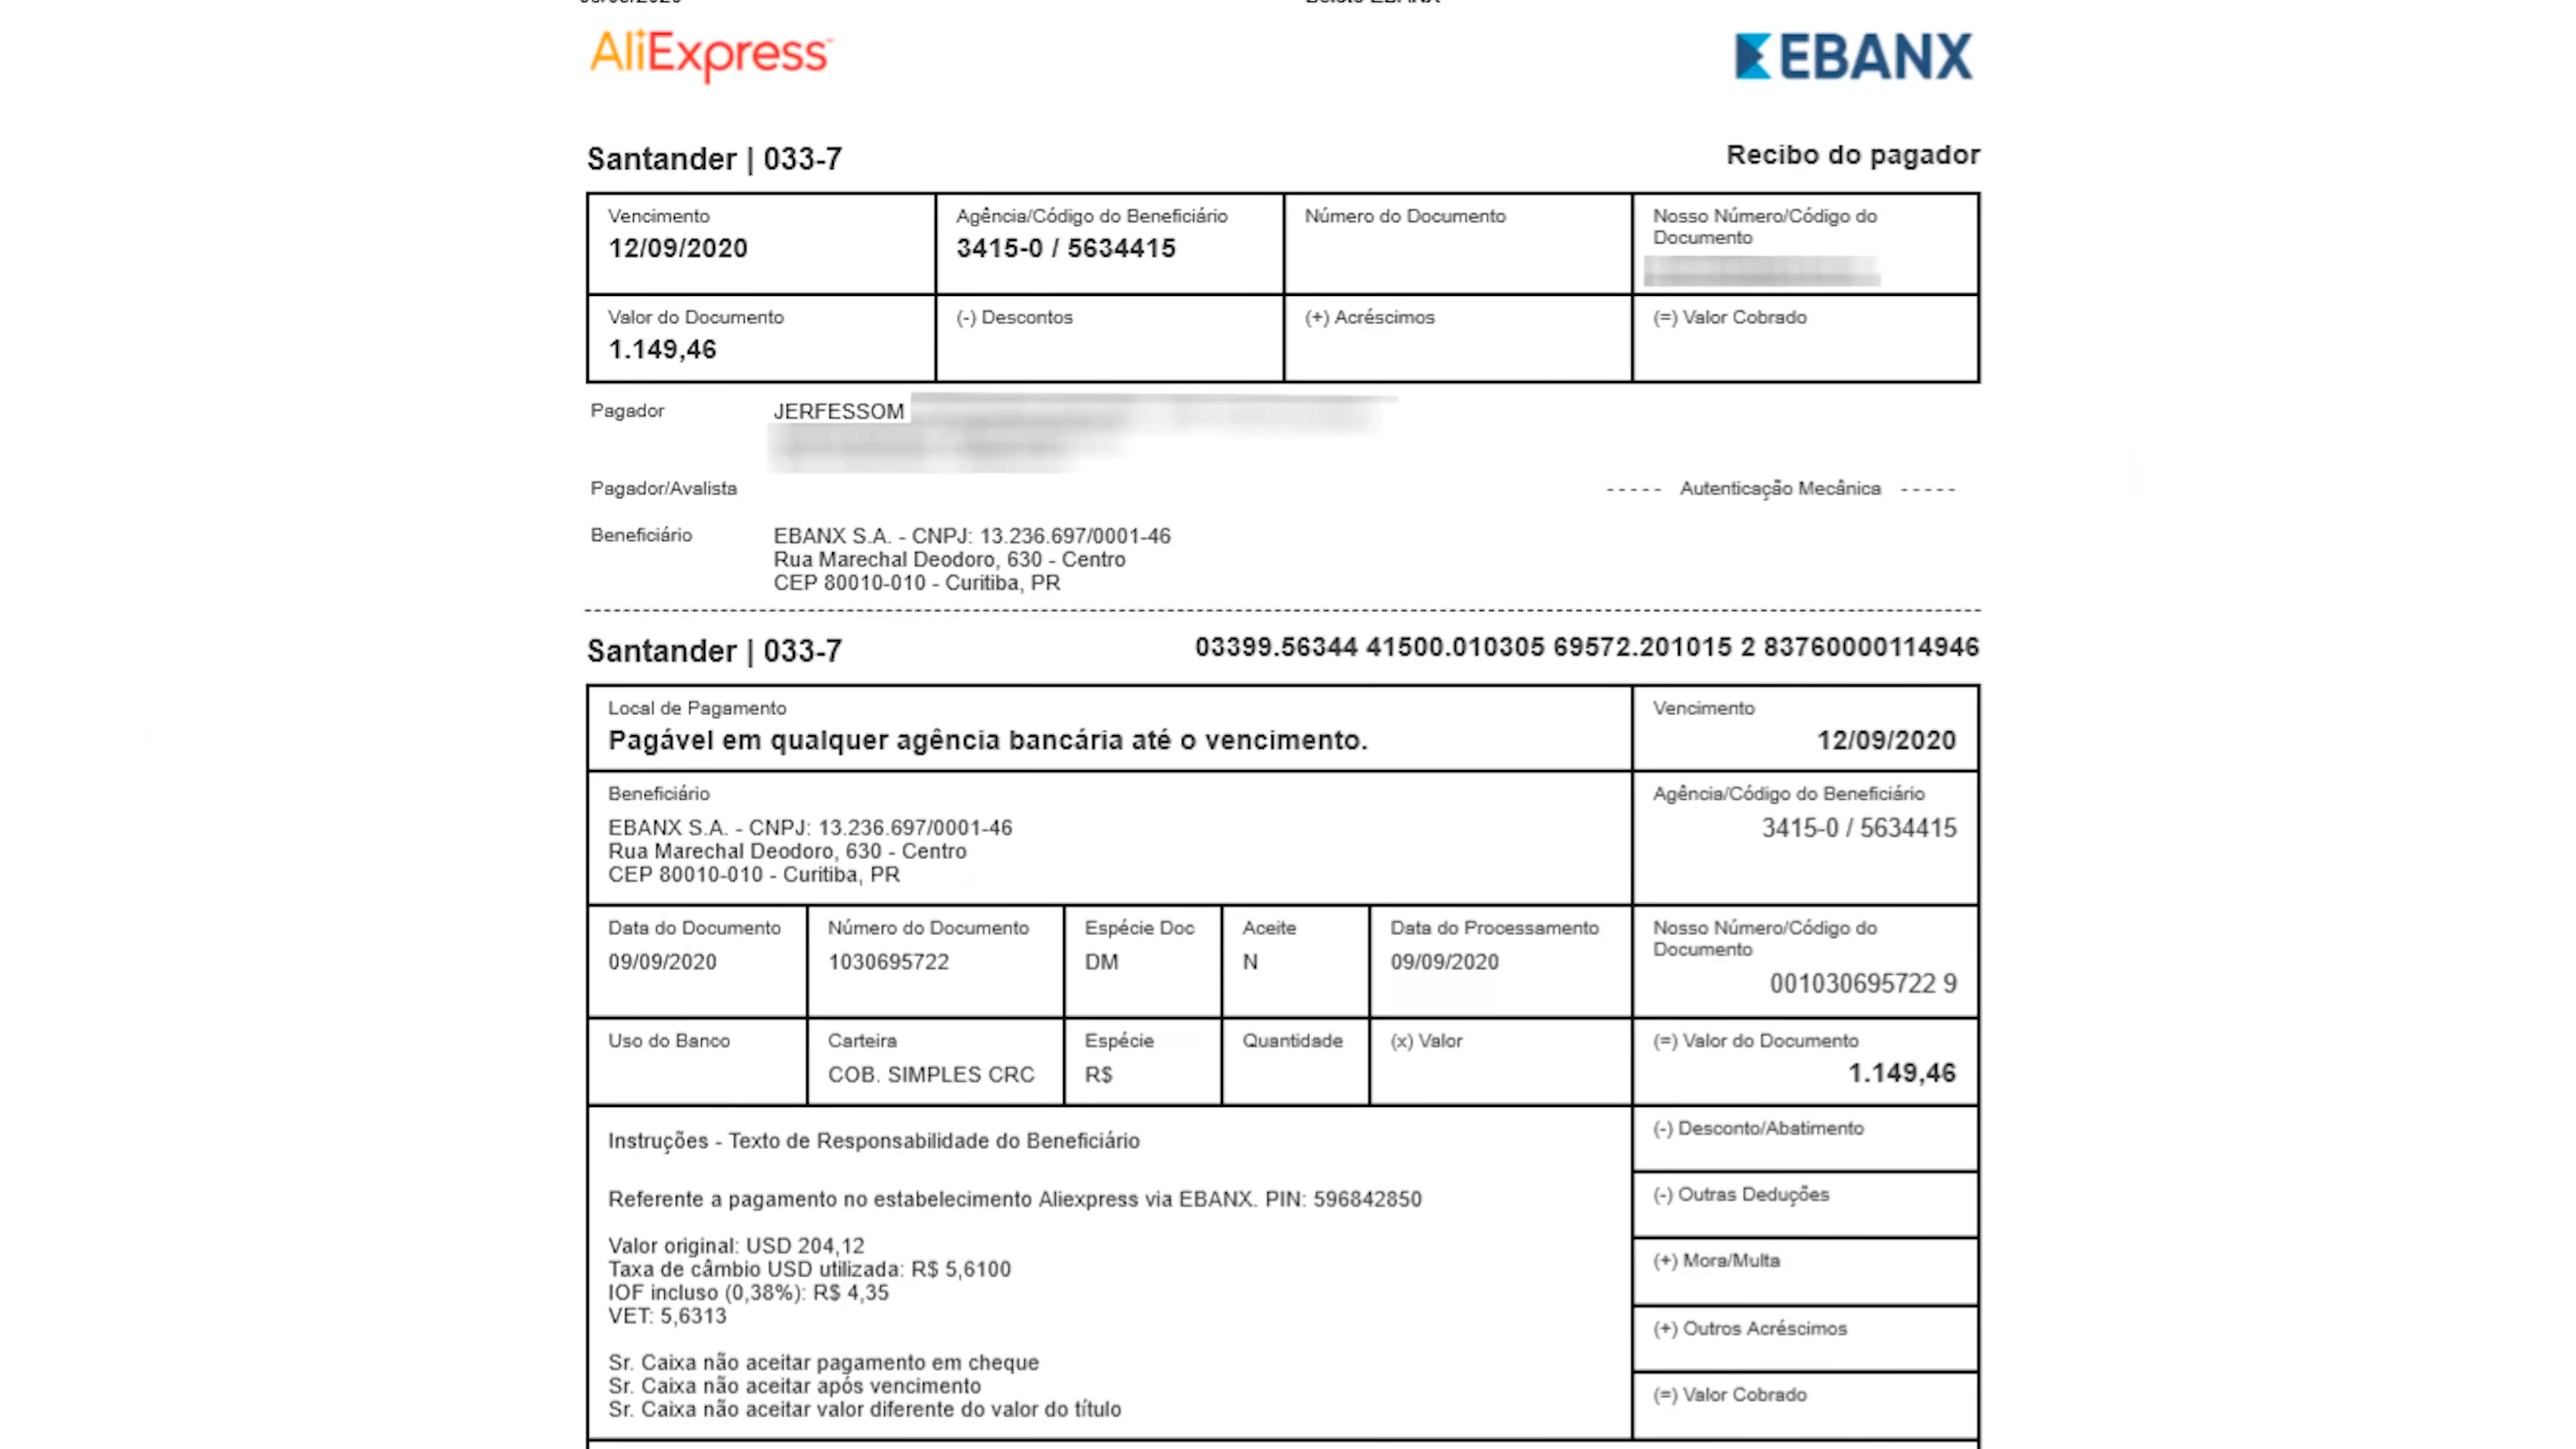 AliExpress
EBANX
Santander | 033-7
Recibo do pagador
Vencimento
12/09/2020
Agência/Código do Beneficiário
3415-0 / 5634415
Número do Documento
Nosso Número/Código do
Documento
Valor do Documento
1.149,46
(-) Descontos
(+) Acréscimos
(=) Valor Cobrado
Pagador
JERFESSOM
Pagador/Avalista
----- Autenticação Mecânica -----
Beneficiário
EBANX S.A. - CNPJ: 13.236.697/0001-46
Rua Marechal Deodoro, 630 - Centro
CEP 80010-010 - Curitiba, PR
Santander | 033-7
03399.56344 41500.010305 69572.201015 2 83760000114946
Local de Pagamento
Pagável em qualquer agência bancária até o vencimento.
Vencimento
12/09/2020
Beneficiário
EBANX S.A. - CNPJ: 13.236.697/0001-46
Rua Marechal Deodoro, 630 - Centro
CEP 80010-010 - Curitiba, PR
Agência/Código do Beneficiário
3415-0 / 5634415
Data do Documento
09/09/2020
Número do Documento
1030695722
Espécie Doc
DM
Aceite
N
Data do Processamento
09/09/2020
Nosso Número/Código do
Documento
001030695722 9
Uso do Banco
Carteira
COB. SIMPLES CRC
Espécie
R$
Quantidade
(x) Valor
(=) Valor do Documento
1.149,46
Instruções - Texto de Responsabilidade do Beneficiário
Referente a pagamento no estabelecimento Aliexpress via EBANX. PIN: 596842850
Valor original: USD 204,12
Taxa de câmbio USD utilizada: R$ 5,6100
IOF incluso (0,38%): R$ 4,35
VET: 5,6313
Sr. Caixa não aceitar pagamento em cheque
Sr. Caixa não aceitar após vencimento
Sr. Caixa não aceitar valor diferente do valor do título
(-) Desconto/Abatimento
(-) Outras Deduções
(+) Mora/Multa
(+) Outros Acréscimos
(=) Valor Cobrado